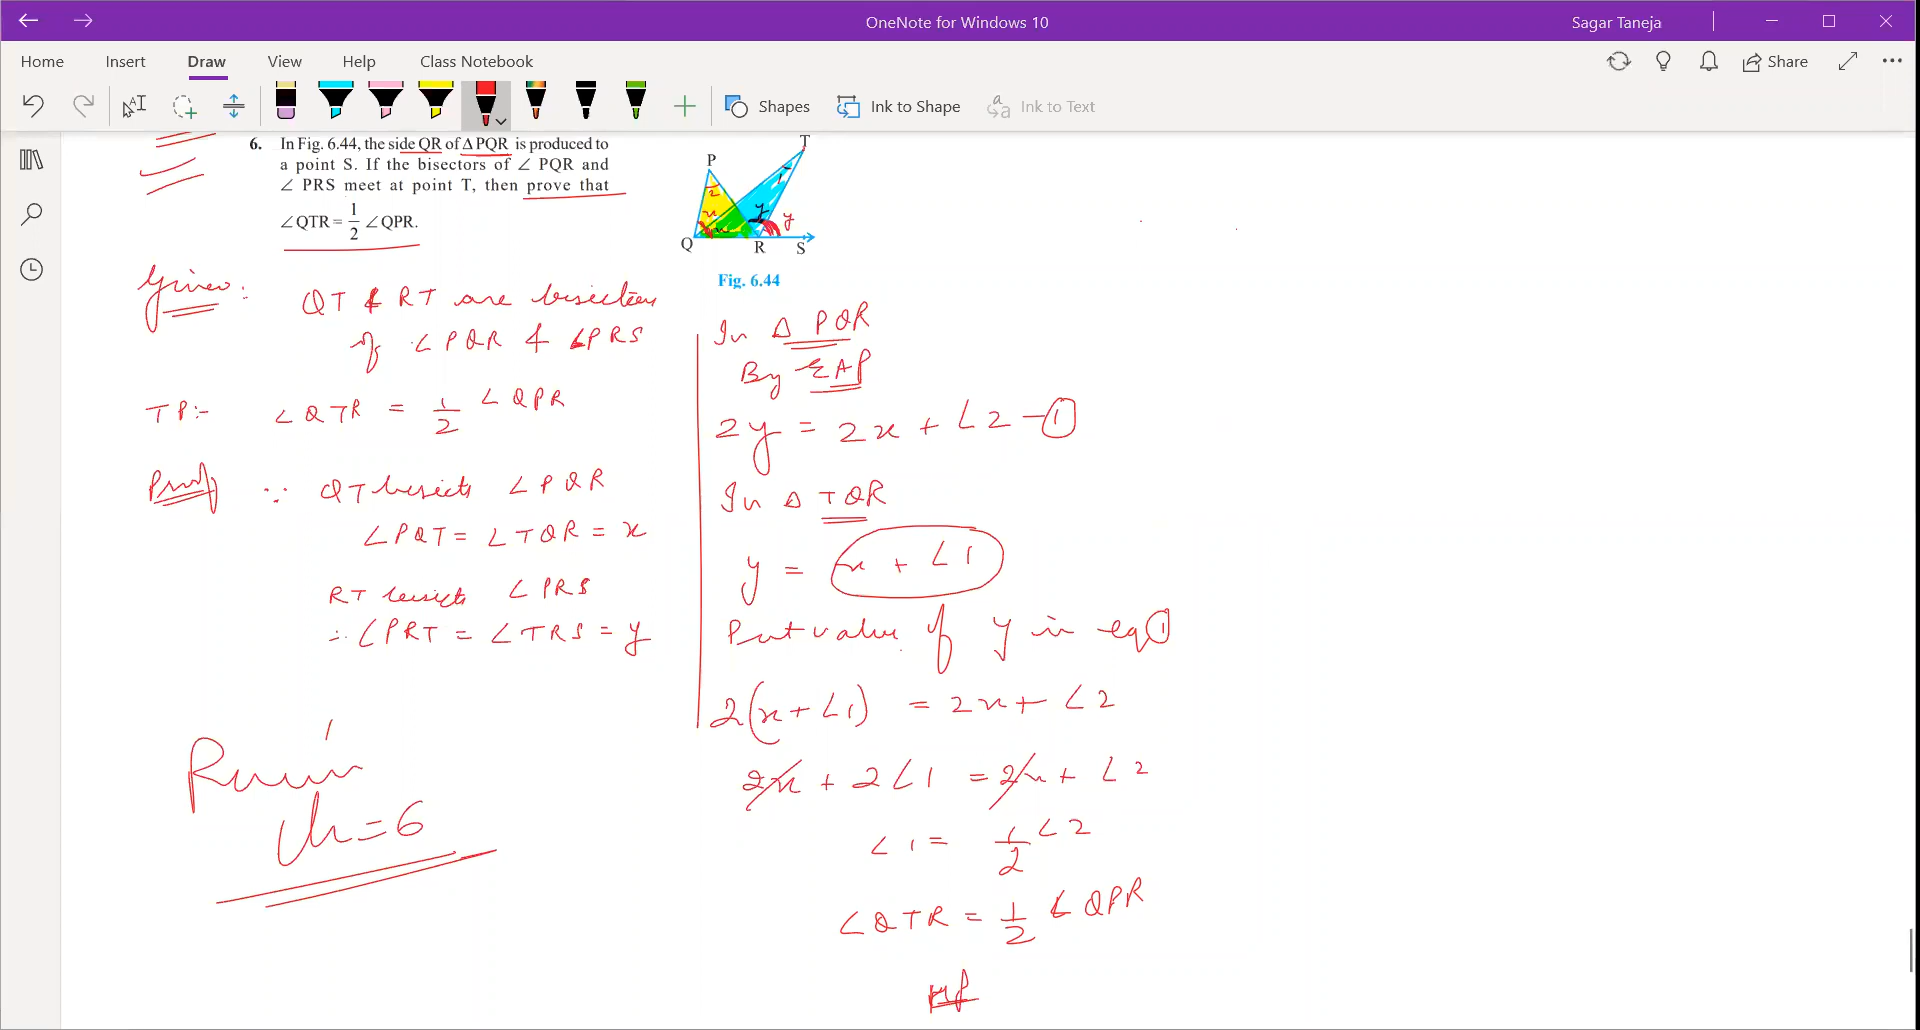 OneNote for Windows 10
Sagar Taneja
Home Insert Draw View Help Class Notebook
Share
Shapes Ink to Shape Ink to Text
6. In Fig. 6.44, the side QR of Δ PQR is produced to
a point S. If the bisectors of ∠ PQR and
∠ PRS meet at point T, then prove that
∠ QTR = 1/2 ∠ QPR.
T
P
2
1
x
x
y
y
Q R S
Fig. 6.44
Given:
QT & RT are bisectors
of ∠PQR & ∠PRS
TP:- ∠QTR = 1/2 ∠QPR
Proof ∵ QT bisects ∠PQR
∠PQT = ∠TQR = x
RT bisects ∠PRS
∴ ∠PRT = ∠TRS = y
Ch = 6
In Δ PQR
By EAP
2y = 2x + ∠2 - ①
In Δ TQR
y = x + ∠1
Put value of y in eq ①
2(x + ∠1) = 2x + ∠2
2x + 2∠1 = 2x + ∠2
∠1 = 1/2 ∠2
∠QTR = 1/2 ∠QPR
HP